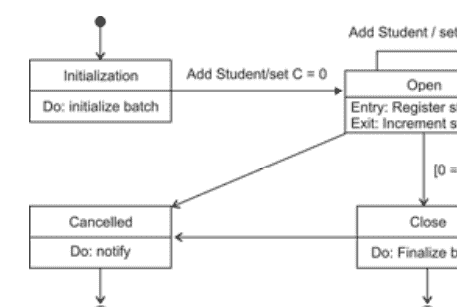 Add Student / set
Initialization
Add Student/set C = 0
Open
Do: initialize batch
Entry: Register
Exit: Increment
[0 =
Cancelled
Close
Do: notify
Do: Finalize